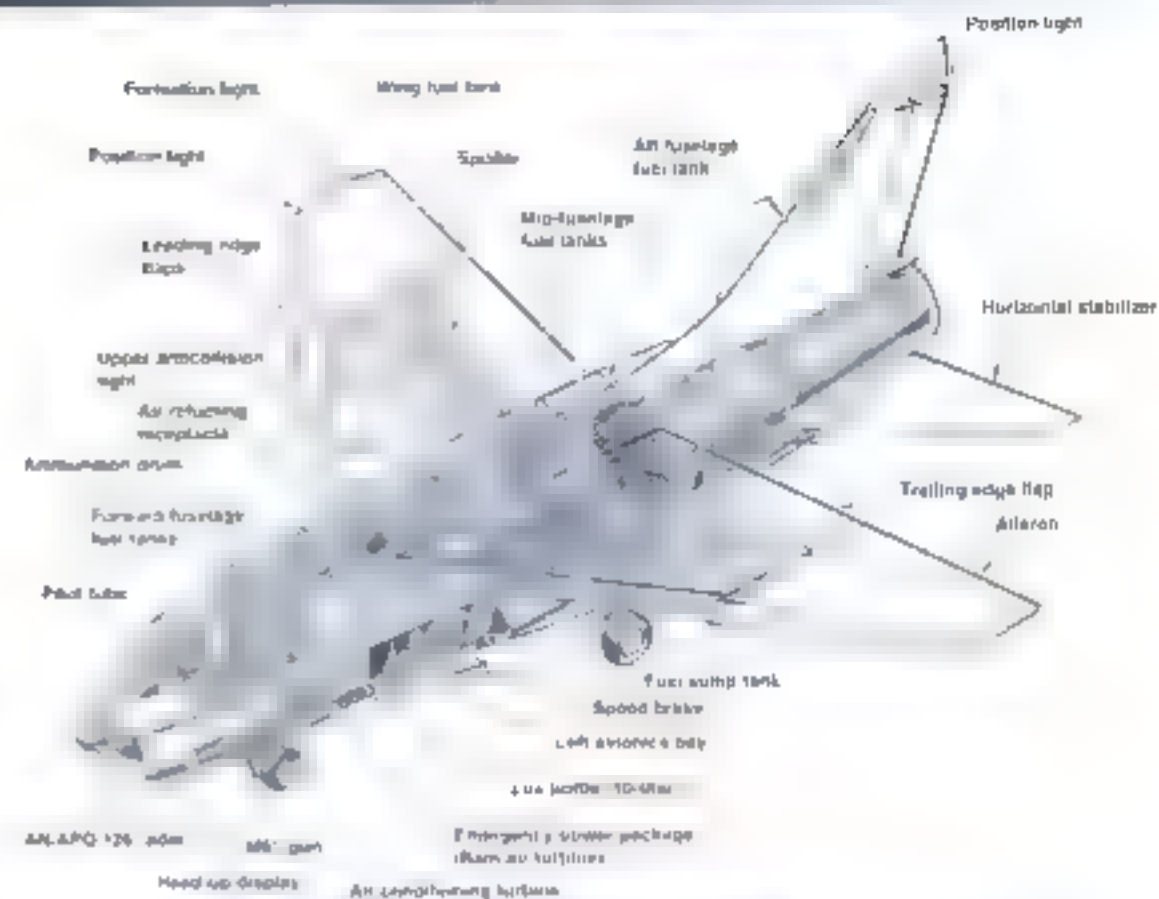 Position light
Formation light
Wing fuel tank
Position light
Spoiler
Aft fuselage
fuel tank
Mid-fuselage
fuel tanks
Leading edge
flaps
Horizontal stabilizer
Upper anticollision
light
Air refueling
receptacle
Ammunition drum
Trailing edge flap
Aileron
Forward fuselage
fuel tanks
Pitot tube
Fuel sump tank
Speed brake
Left avionics bay
Emergency power package
gun
Head-up display
Air conditioning turbine